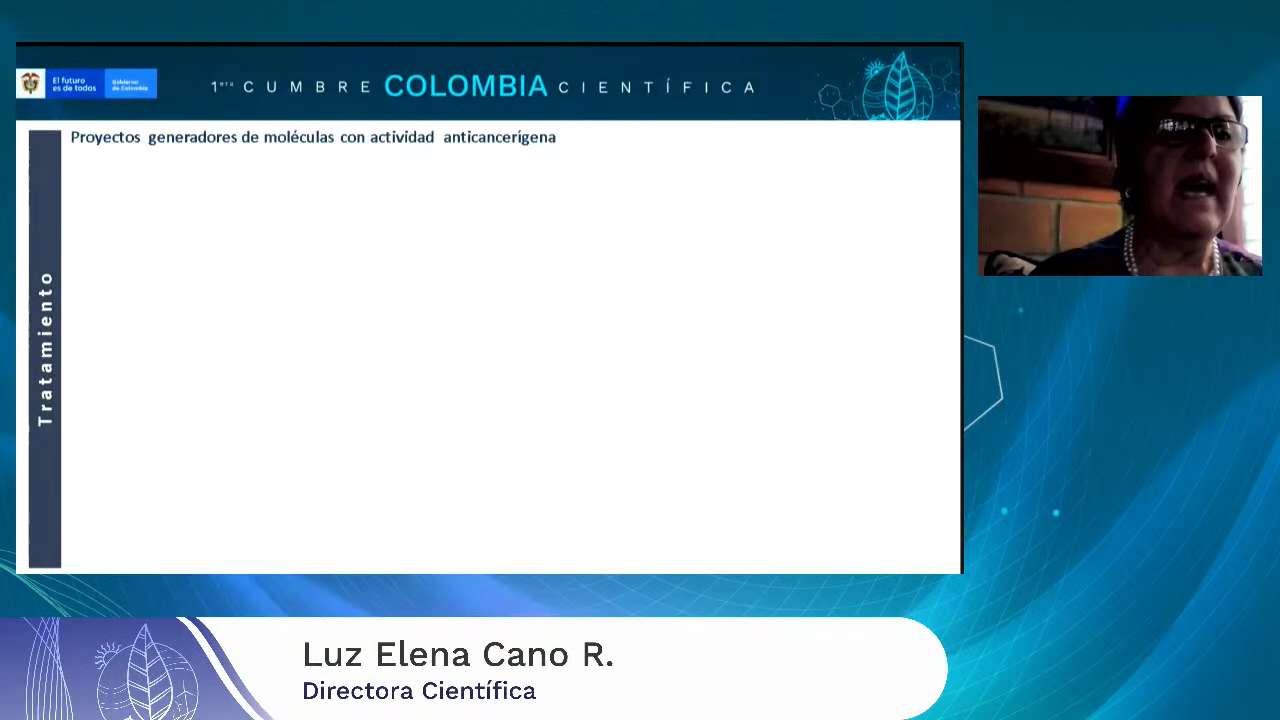 El futuro
es de todos
Gobierno
de Colombia
1era CUMBRE COLOMBIA CIENTÍFICA
Proyectos generadores de moléculas con actividad anticancerígena
Tratamiento
Luz Elena Cano R.
Directora Científica